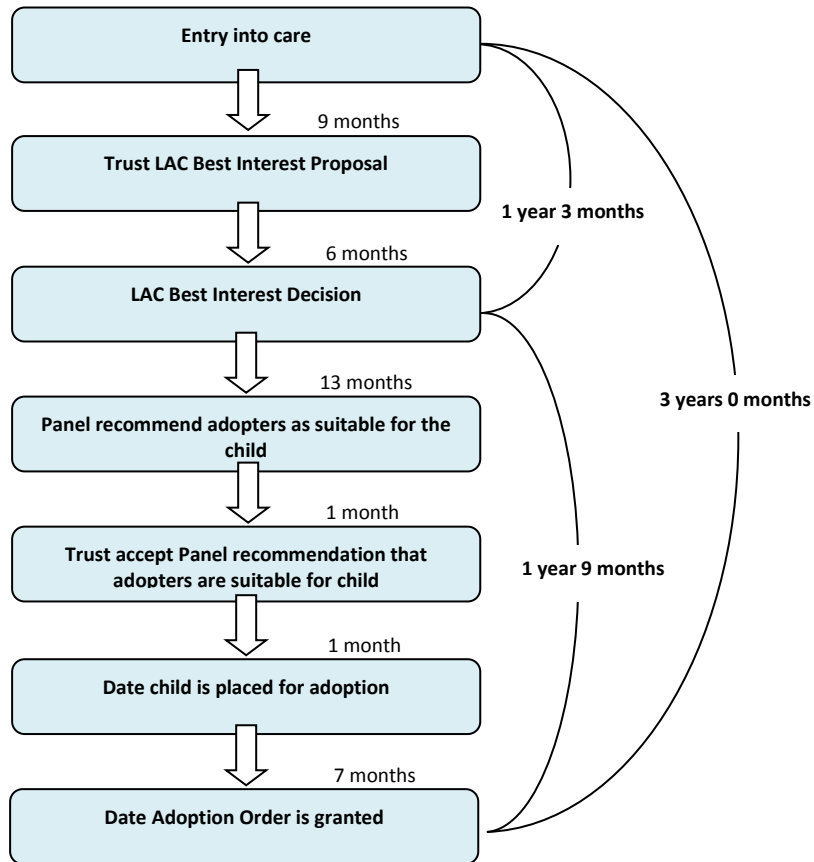 Entry into care
9 months
Trust LAC Best Interest Proposal
1 year 3 months
6 months
LAC Best Interest Decision
13 months
3 years 0 months
Panel recommend adopters as suitable for the
child
1 month
Trust accept Panel recommendation that
adopters are suitable for child
1 year 9 months
1 month
Date child is placed for adoption
7 months
Date Adoption Order is granted